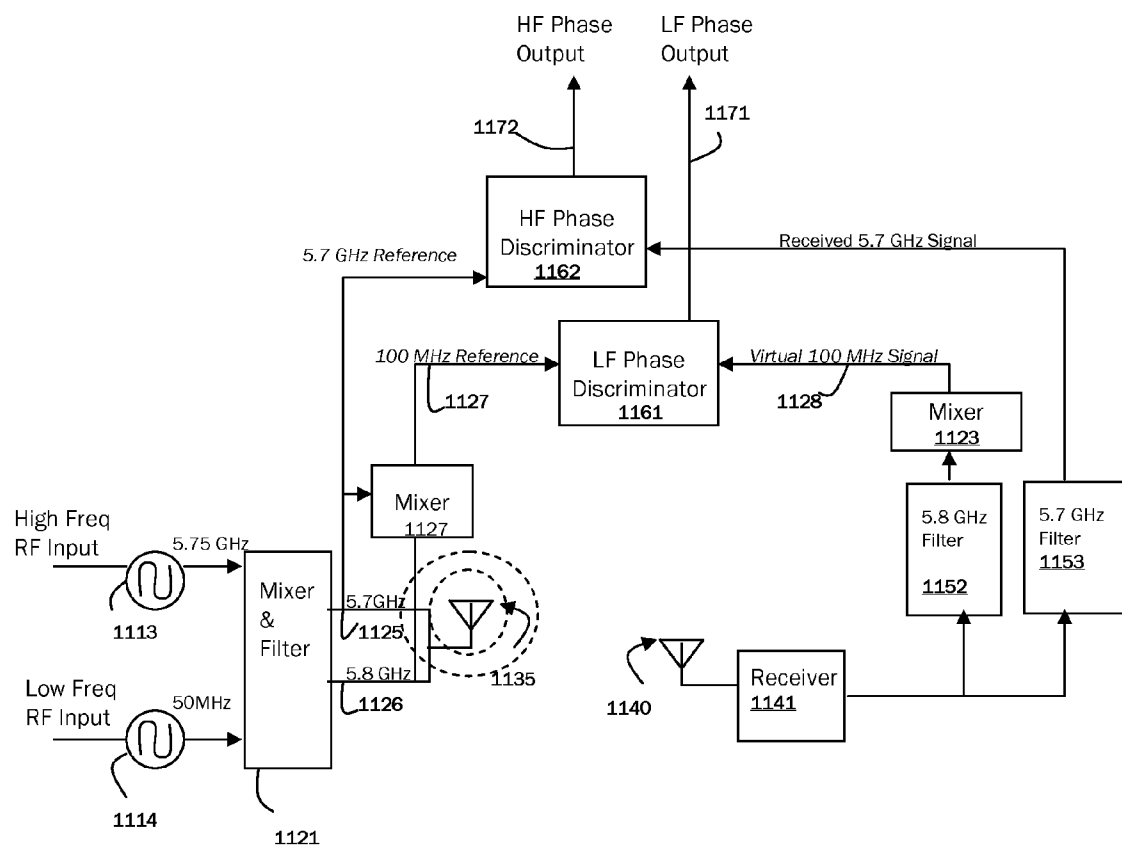 HF Phase
Output
LF Phase
Output
1172
1171
HF Phase
Discriminator
1162
5.7 GHz Reference
Received 5.7 GHz Signal
LF Phase
Discriminator
1161
100 MHz Reference
Virtual 100 MHz Signal
1127
1128
Mixer
1123
Mixer
1127
5.8 GHz
Filter
1152
5.7 GHz
Filter
1153
High Freq
RF Input
5.75 GHz
1113
Mixer
&
Filter
5.7GHz
1125
5.8 GHz
1126
1135
Low Freq
RF Input
50MHz
1114
1121
1140
Receiver
1141